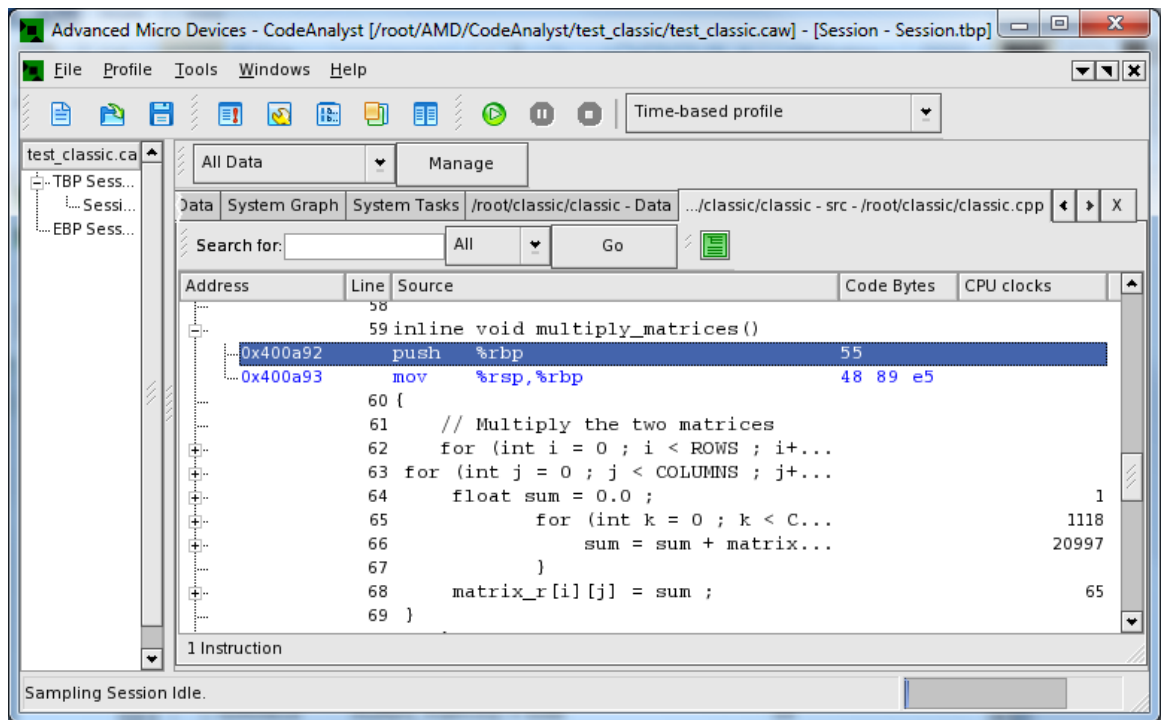 Advanced Micro Devices - CodeAnalyst [/root/AMD/CodeAnalyst/test_classic/test_classic.caw] - [Session - Session.tbp]
File Profile Tools Windows Help
Time-based profile
test_classic.ca
TBP Sess...
Sessi...
EBP Sess...
All Data Manage
Data System Graph System Tasks /root/classic/classic - Data .../classic/classic - src - /root/classic/classic.cpp X
Search for: All Go
Address Line Source Code Bytes CPU clocks
58
59 inline void multiply_matrices()
0x400a92 push %rbp 55
0x400a93 mov %rsp,%rbp 48 89 e5
60 {
61 // Multiply the two matrices
62 for (int i = 0 ; i < ROWS ; i+...
63 for (int j = 0 ; j < COLUMNS ; j+...
64 float sum = 0.0 ; 1
65 for (int k = 0 ; k < C... 1118
66 sum = sum + matrix... 20997
67 }
68 matrix_r[i][j] = sum ; 65
69 }
1 Instruction
Sampling Session Idle.